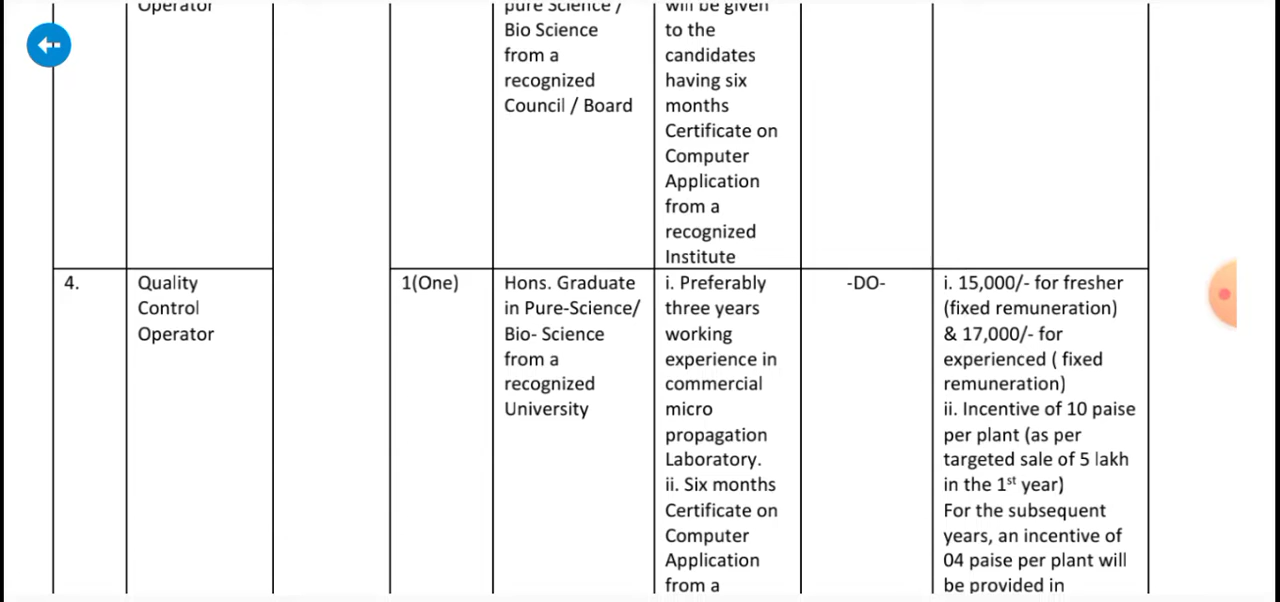 Operator
pure Science /
Bio Science
from a
recognized
Council / Board
will be given
to the
candidates
having six
months
Certificate on
Computer
Application
from a
recognized
Institute
4.
Quality
Control
Operator
1(One)
Hons. Graduate
in Pure-Science/
Bio- Science
from a
recognized
University
i. Preferably
three years
working
experience in
commercial
micro
propagation
Laboratory.
ii. Six months
Certificate on
Computer
Application
from a
-DO-
i. 15,000/- for fresher
(fixed remuneration)
& 17,000/- for
experienced ( fixed
remuneration)
ii. Incentive of 10 paise
per plant (as per
targeted sale of 5 lakh
in the 1st year)
For the subsequent
years, an incentive of
04 paise per plant will
be provided in